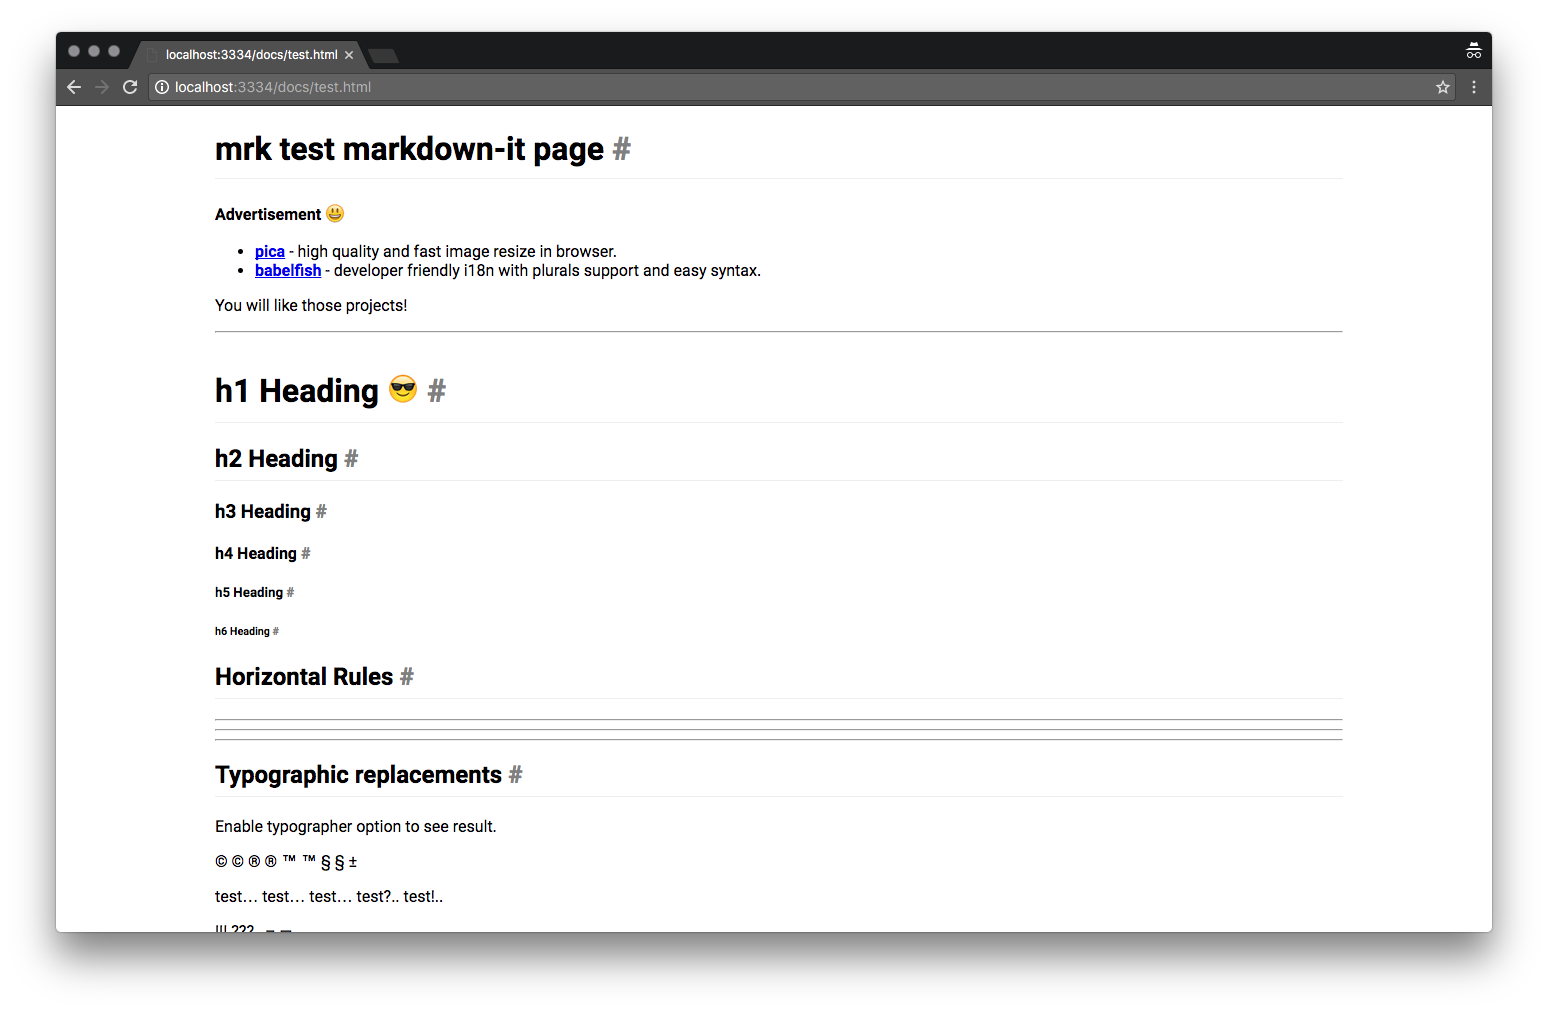 localhost:3334/docs/test.html
localhost:3334/docs/test.html
mrk test markdown-it page #
Advertisement 😃
• pica - high quality and fast image resize in browser.
• babelfish - developer friendly i18n with plurals support and easy syntax.
You will like those projects!
h1 Heading 😎 #
h2 Heading #
h3 Heading #
h4 Heading #
h5 Heading #
h6 Heading #
Horizontal Rules #
Typographic replacements #
Enable typographer option to see result.
© © ® ® ™ ™ § § ±
test… test… test… test?.. test!..
!!! ???